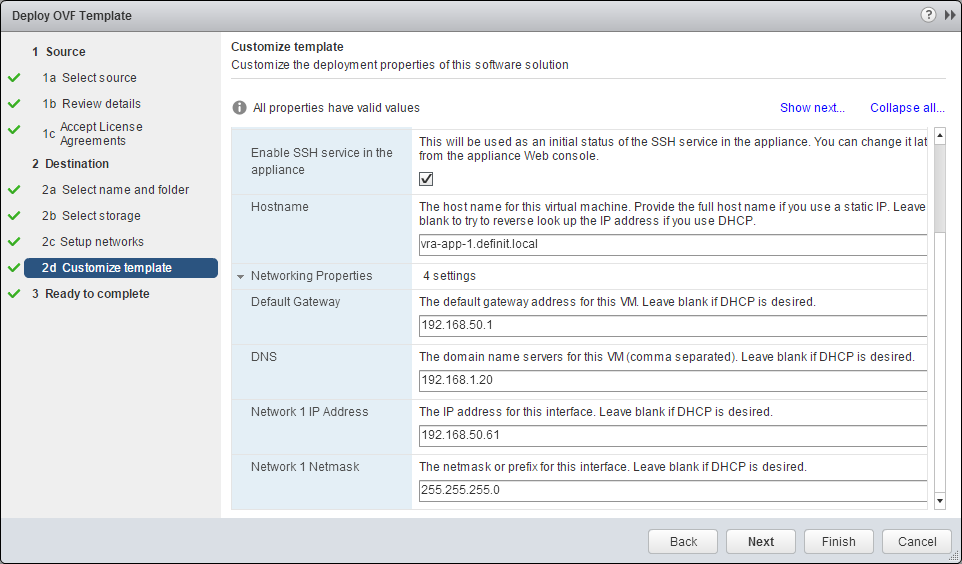 Deploy OVF Template
1 Source
1a Select source
1b Review details
1c Accept License
Agreements
2 Destination
2a Select name and folder
2b Select storage
2c Setup networks
2d Customize template
3 Ready to complete
Customize template
Customize the deployment properties of this software solution
All properties have valid values
Show next...
Collapse all...
Enable SSH service in the
appliance
This will be used as an initial status of the SSH service in the appliance. You can change it lat
from the appliance Web console.
Hostname
The host name for this virtual machine. Provide the full host name if you use a static IP. Leave
blank to try to reverse look up the IP address if you use DHCP.
vra-app-1.definit.local
Networking Properties
4 settings
Default Gateway
The default gateway address for this VM. Leave blank if DHCP is desired.
192.168.50.1
DNS
The domain name servers for this VM (comma separated). Leave blank if DHCP is desired.
192.168.1.20
Network 1 IP Address
The IP address for this interface. Leave blank if DHCP is desired.
192.168.50.61
Network 1 Netmask
The netmask or prefix for this interface. Leave blank if DHCP is desired.
255.255.255.0
Back
Next
Finish
Cancel